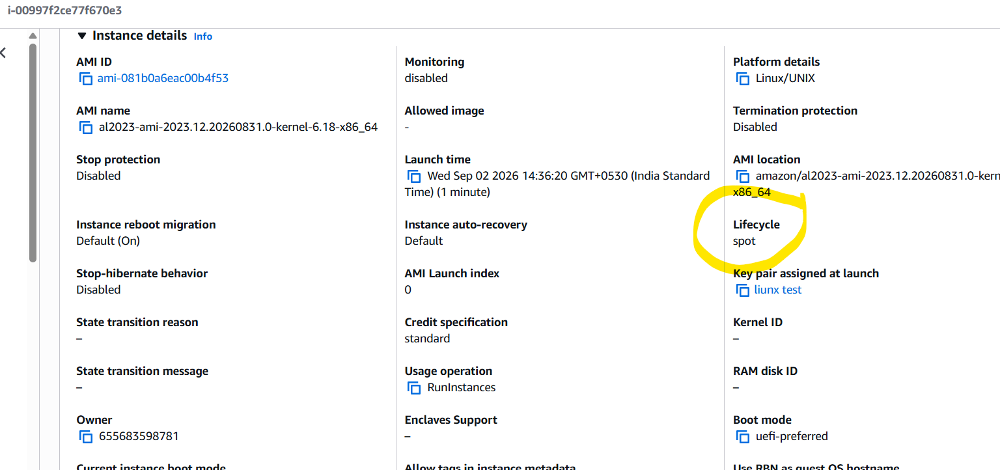 i-00997f2ce77f670e3
Instance details Info
AMI ID
ami-081b0a6eac00b4f53
AMI name
al2023-ami-2023.12.20260831.0-kernel-6.18-x86_64
Stop protection
Disabled
Instance reboot migration
Default (On)
Stop-hibernate behavior
Disabled
State transition reason
–
State transition message
–
Owner
655683598781
Current instance boot mode
Monitoring
disabled
Allowed image
-
Launch time
Wed Sep 02 2026 14:36:20 GMT+0530 (India Standard
Time) (1 minute)
Instance auto-recovery
Default
AMI Launch index
0
Credit specification
standard
Usage operation
RunInstances
Enclaves Support
–
Allow tags in instance metadata
Platform details
Linux/UNIX
Termination protection
Disabled
AMI location
amazon/al2023-ami-2023.12.20260831.0-kern
x86_64
Lifecycle
spot
Key pair assigned at launch
liunx test
Kernel ID
–
RAM disk ID
–
Boot mode
uefi-preferred
Use RBN as guest OS hostname